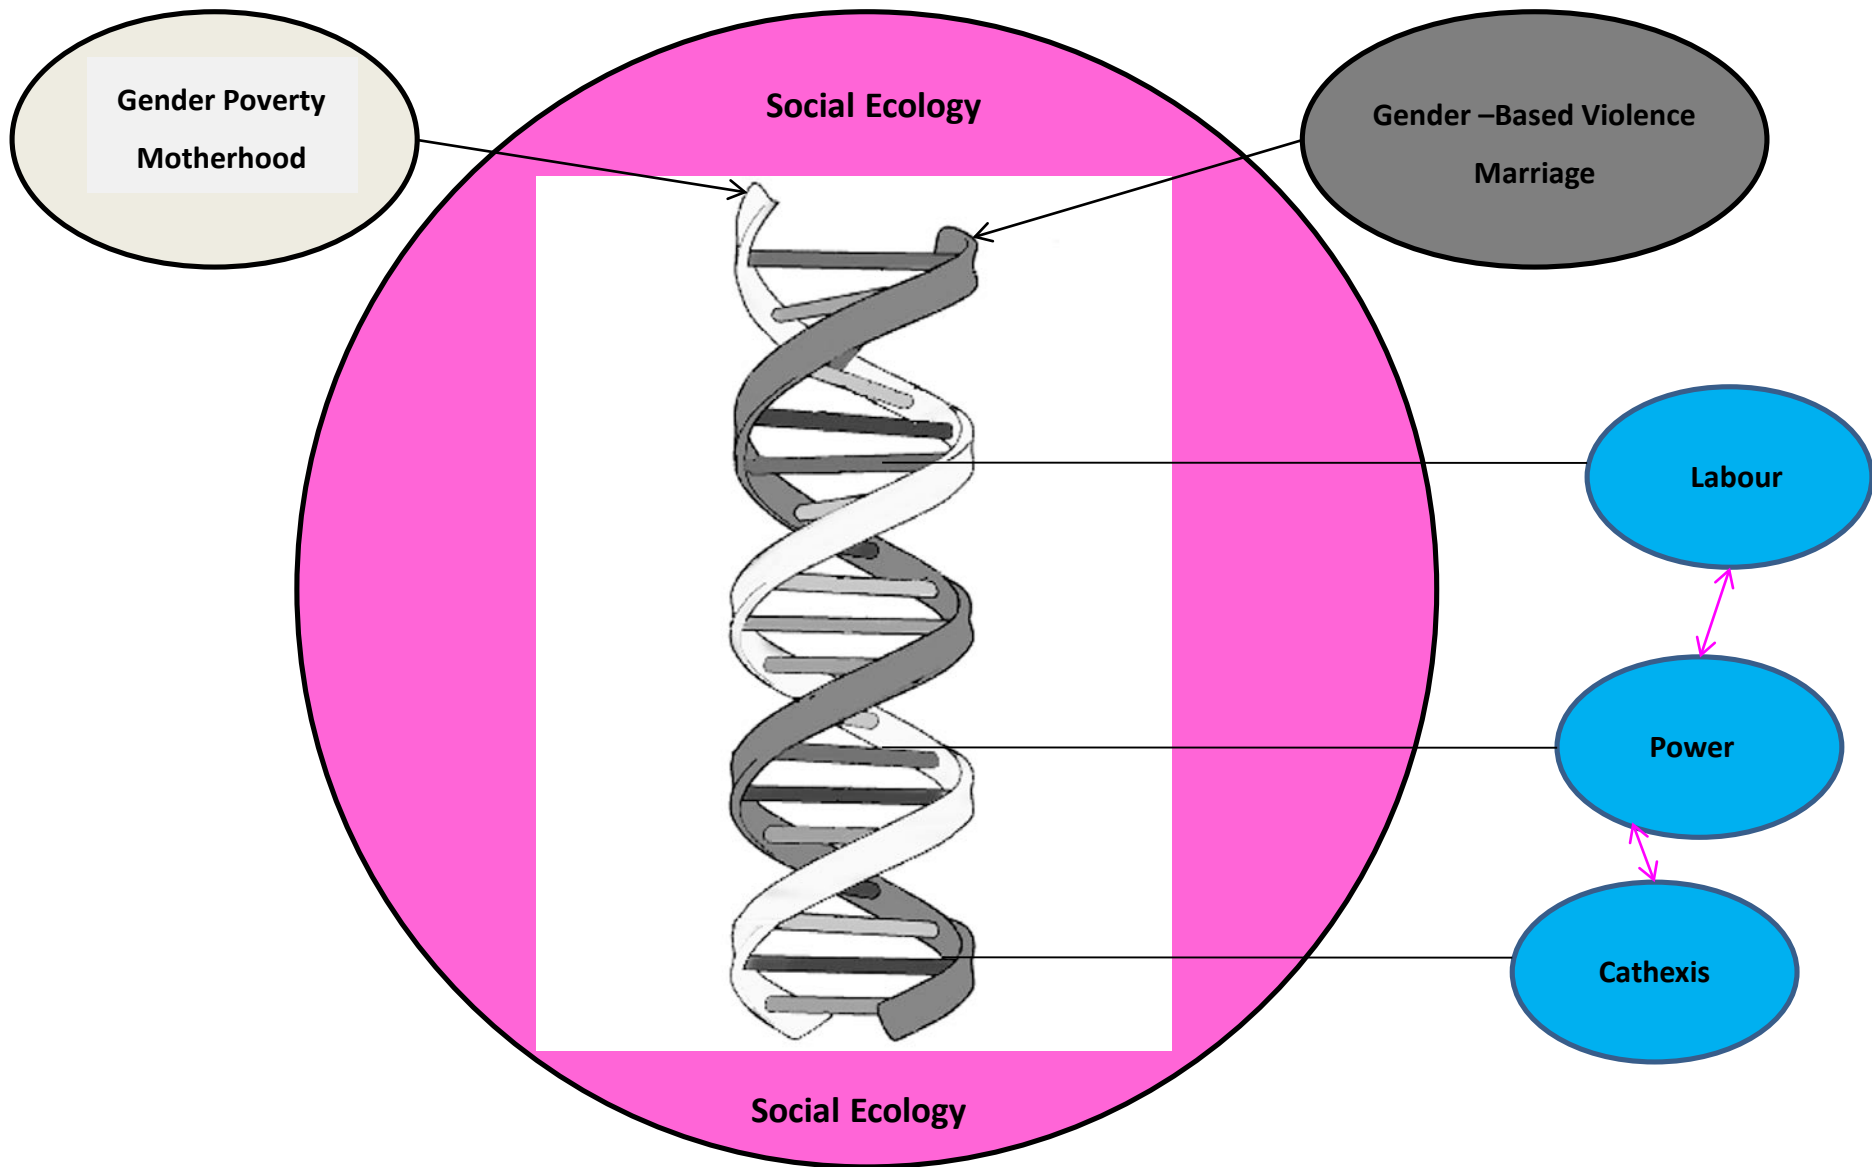 Gender Poverty
Motherhood
Social Ecology
Gender –Based Violence
Marriage
Labour
Power
Cathexis
Social Ecology